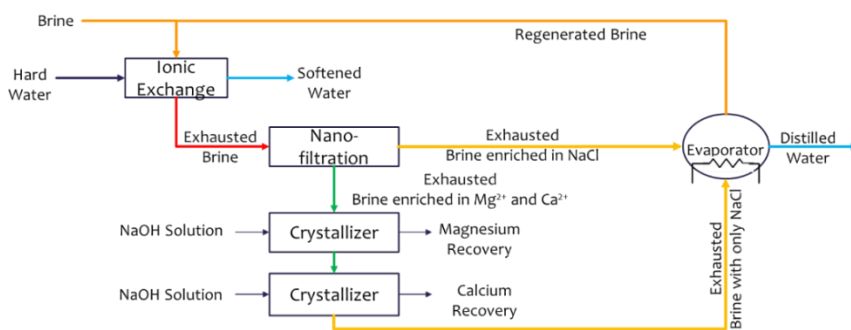 Brine
Regenerated Brine
Hard
Water
Ionic
Exchange
Softened
Water
Exhausted
Brine
Nano-
filtration
Exhausted
Brine enriched in NaCl
Evaporator
Distilled
Water
Exhausted
Brine enriched in Mg²⁺ and Ca²⁺
NaOH Solution
Crystallizer
Magnesium
Recovery
NaOH Solution
Crystallizer
Calcium
Recovery
Exhausted
Brine with only NaCl